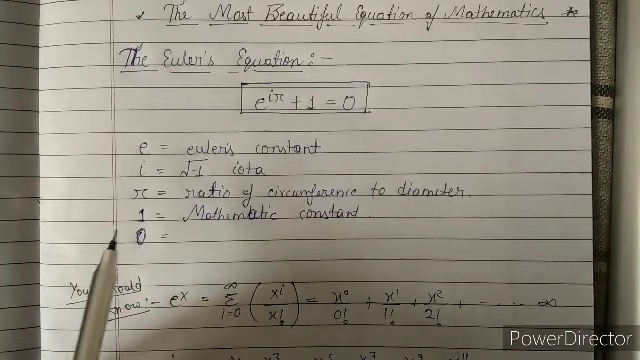 * The Most Beautiful Equation of Mathematics *
The Euler's Equation :-
e^{iπ} + 1 = 0
e = euler's constant
i = √-1 iota
π = ratio of circumference to diameter.
1 = Mathematic constant.
0 =
You should
know :- e^x = ∑_{i=0}^{∞} (x^i / x!) = x^0/0! + x^1/1! + x^2/2! + ------- ∞
PowerDirector